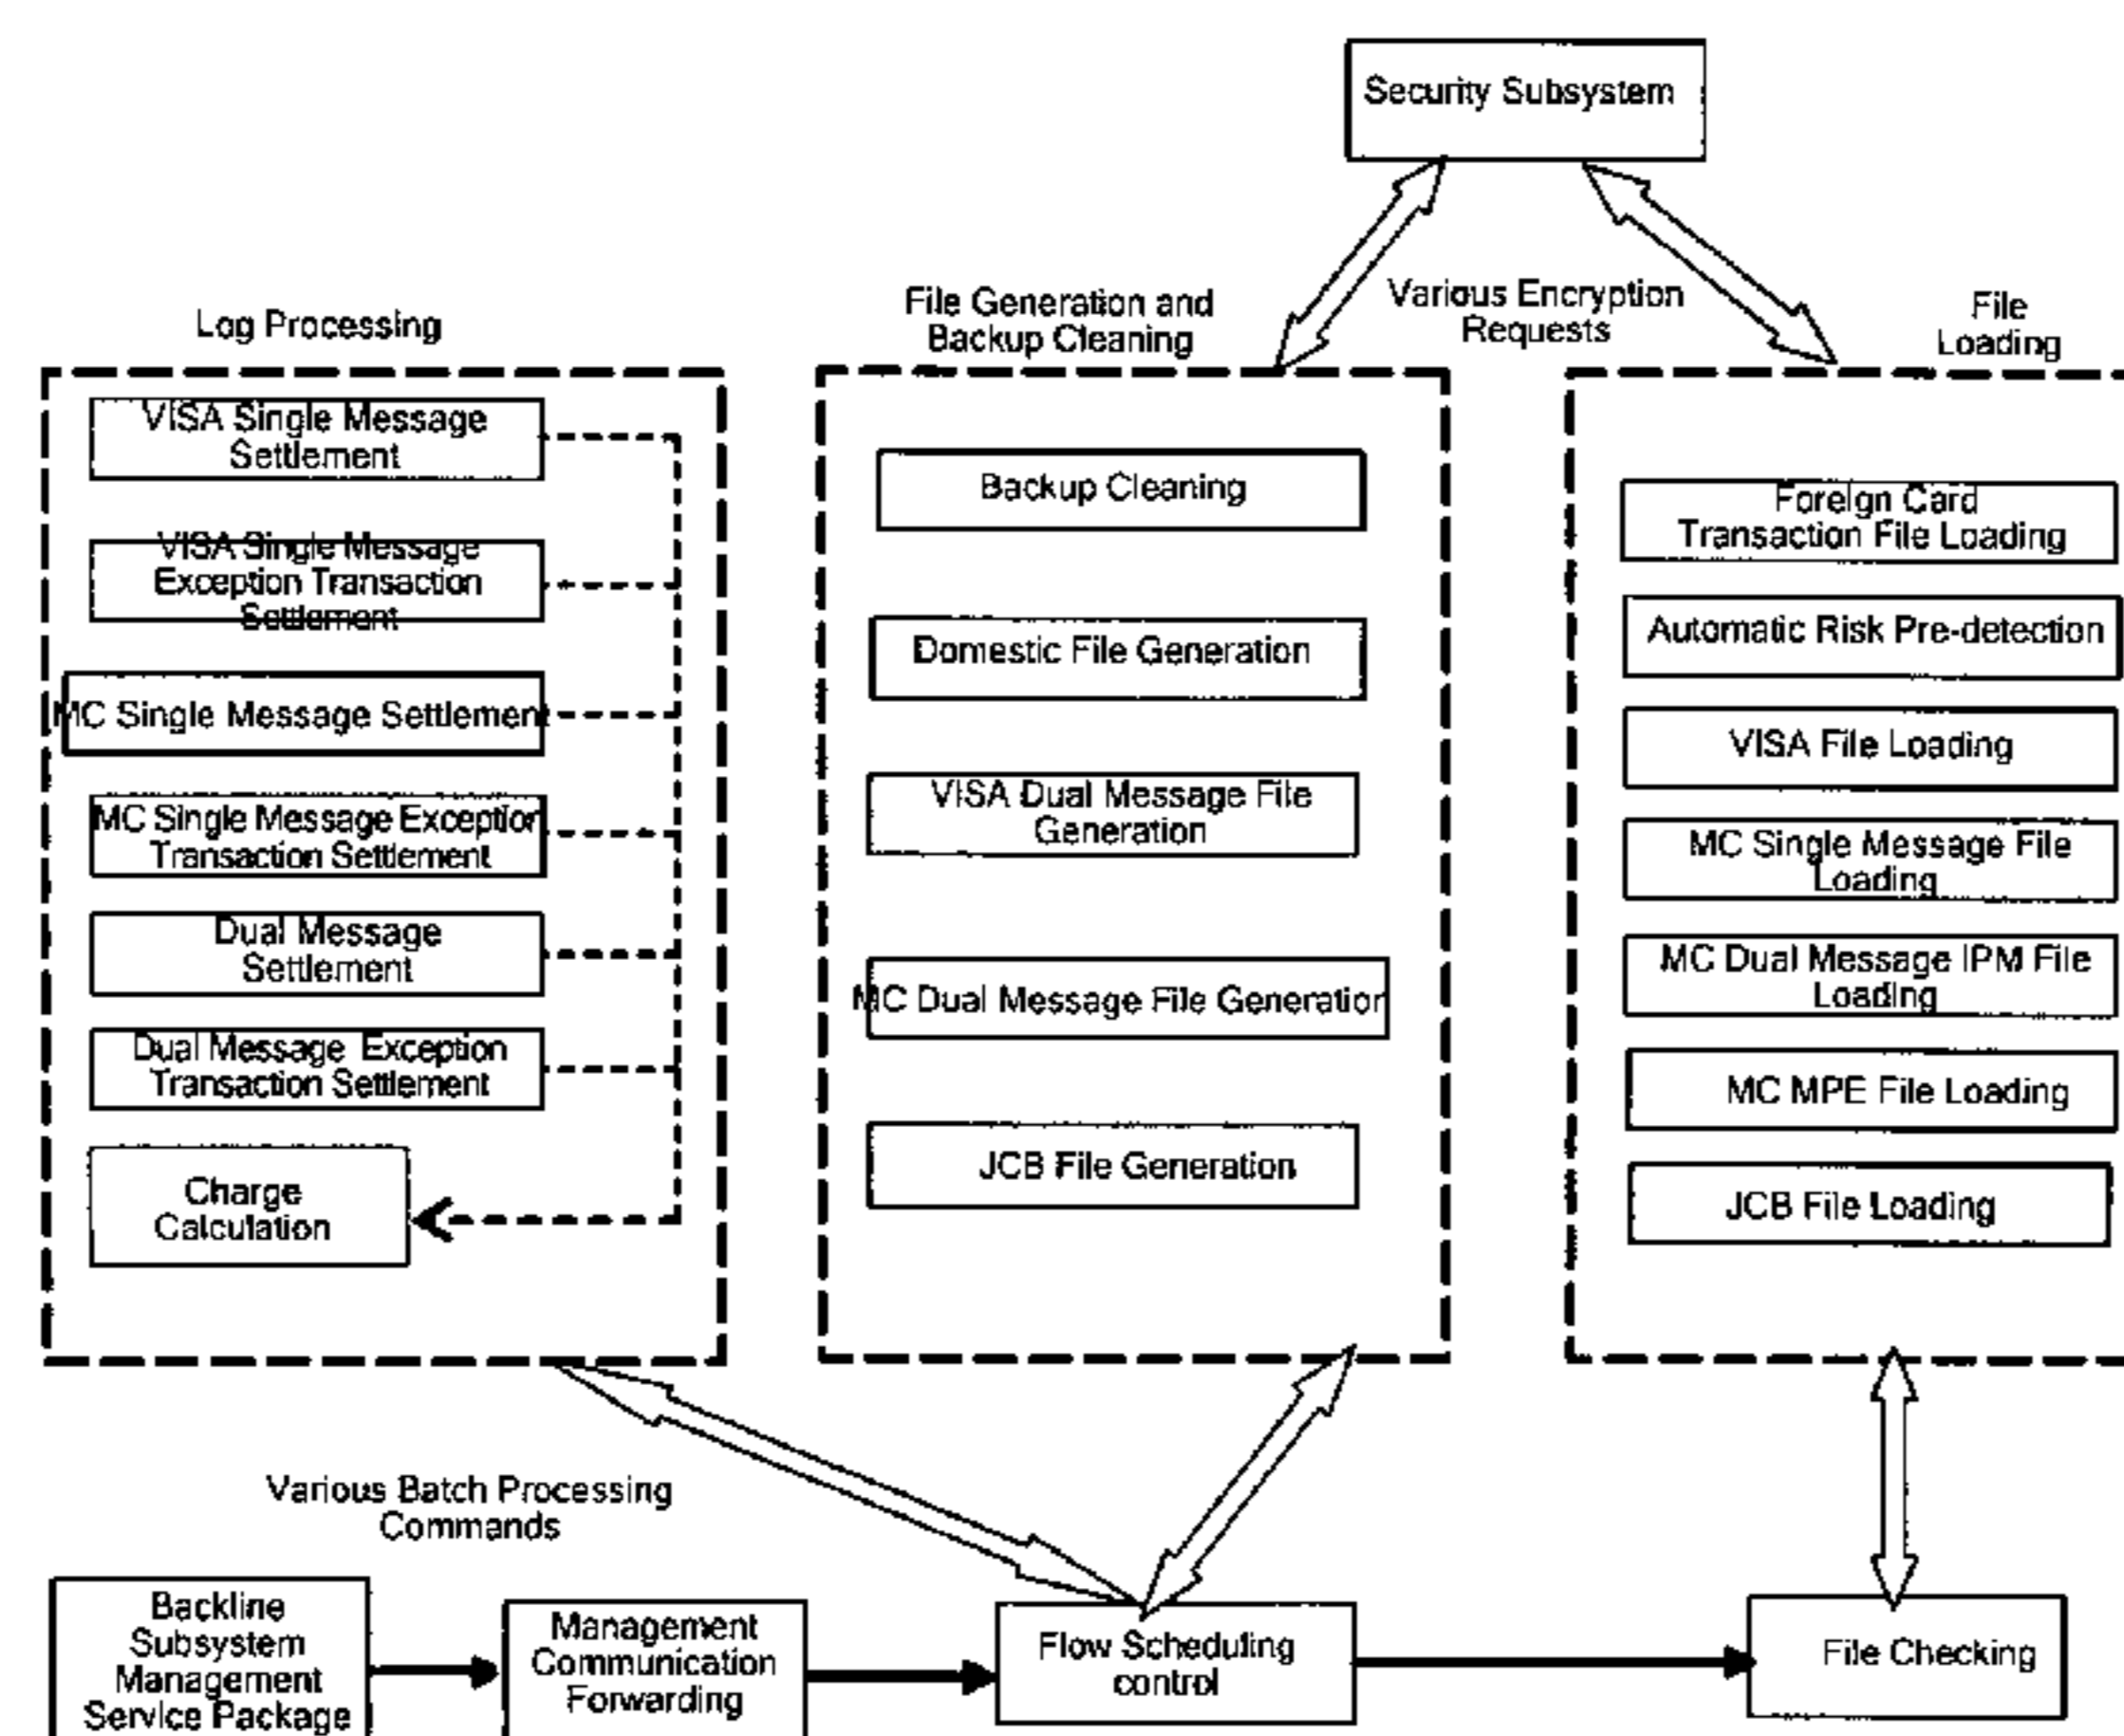 Security Subsystem
Various Encryption
Requests
Log Processing
VISA Single Message
Settlement
VISA Single Message
Exception Transaction
Settlement
MC Single Message Settlement
MC Single Message Exception
Transaction Settlement
Dual Message
Settlement
Dual Message Exception
Transaction Settlement
Charge
Calculation
File Generation and
Backup Cleaning
Backup Cleaning
Domestic File Generation
VISA Dual Message File
Generation
MC Dual Message File Generation
JCB File Generation
File
Loading
Foreign Card
Transaction File Loading
Automatic Risk Pre-detection
VISA File Loading
MC Single Message File
Loading
MC Dual Message IPM File
Loading
MC MPE File Loading
JCB File Loading
Various Batch Processing
Commands
Backline
Subsystem
Management
Service Package
Management
Communication
Forwarding
Flow Scheduling
control
File Checking